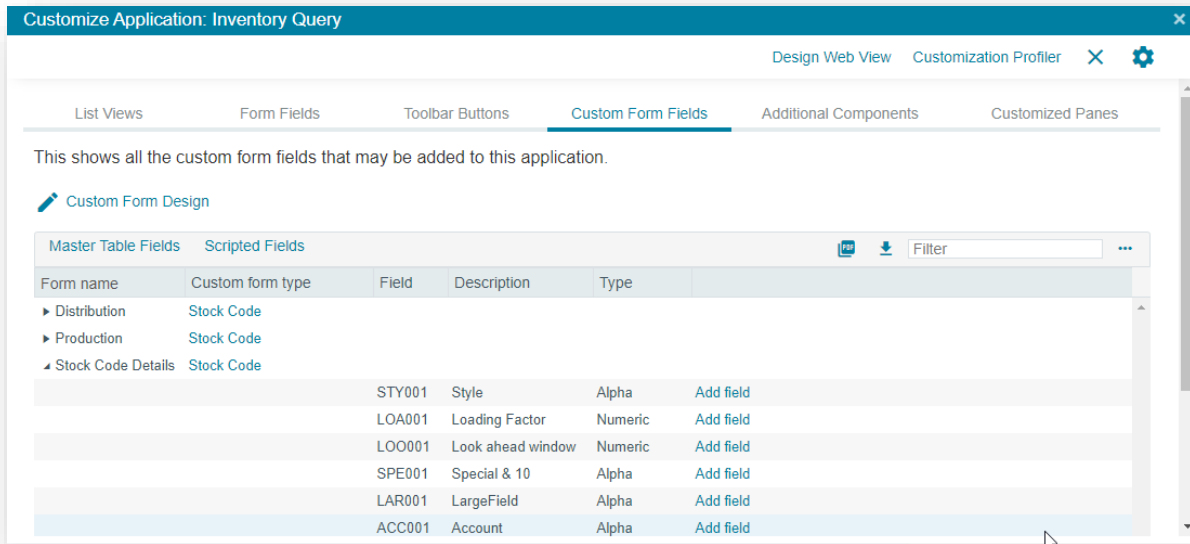 Customize Application: Inventory Query
Design Web View Customization Profiler
List Views Form Fields Toolbar Buttons Custom Form Fields Additional Components Customized Panes
This shows all the custom form fields that may be added to this application.
Custom Form Design
Master Table Fields Scripted Fields PDF Filter
Form name Custom form type Field Description Type
Distribution Stock Code
Production Stock Code
Stock Code Details Stock Code
STY001 Style Alpha Add field
LOA001 Loading Factor Numeric Add field
LOO001 Look ahead window Numeric Add field
SPE001 Special & 10 Alpha Add field
LAR001 LargeField Alpha Add field
ACC001 Account Alpha Add field